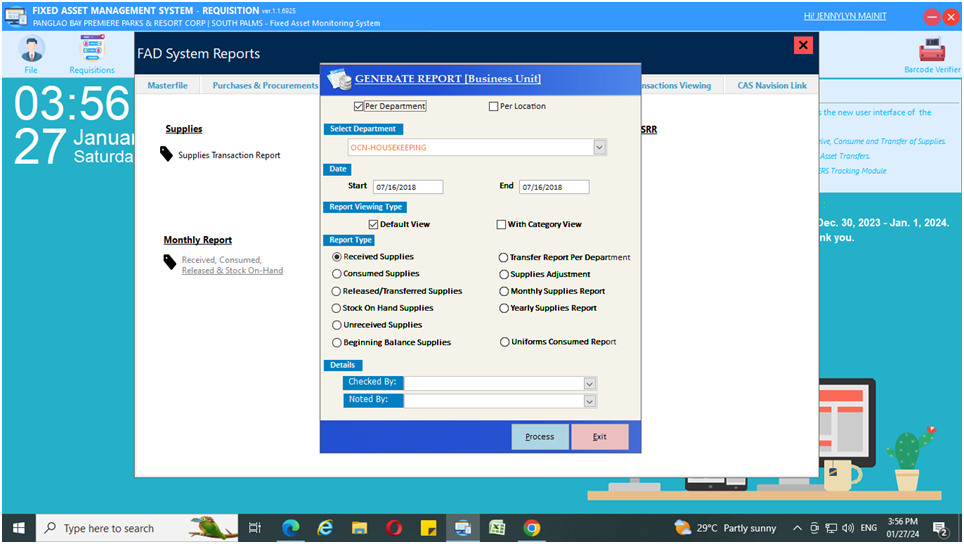 FIXED ASSET MANAGEMENT SYSTEM - REQUISITION ver.1.1.6925
PANGLAO BAY PREMIERE PARKS & RESORT CORP | SOUTH PALMS - Fixed Asset Monitoring System
Hi! JENNYLYN MAINIT
File
Requisitions
Barcode Verifier
FAD System Reports
Masterfile
Purchases & Procurements
nsactions Viewing
CAS Navision Link
03:56
27
Januar
Saturda
Supplies
Supplies Transaction Report
SRR
Monthly Report
Received, Consumed,
Released & Stock On-Hand
GENERATE REPORT [Business Unit]
Per Department
Per Location
Select Department
OCN-HOUSEKEEPING
Date
Start 07/16/2018
End 07/16/2018
Report Viewing Type
Default View
With Category View
Report Type
Received Supplies
Transfer Report Per Department
Consumed Supplies
Supplies Adjustment
Released/Transferred Supplies
Monthly Supplies Report
Stock On Hand Supplies
Yearly Supplies Report
Unreceived Supplies
Beginning Balance Supplies
Uniforms Consumed Report
Details
Checked By:
Noted By:
Process
Exit
s the new user interface of the
eive, Consume and Transfer of Supplies.
Asset Transfers.
ERS Tracking Module
Dec. 30, 2023 - Jan. 1, 2024.
nk you.
Type here to search
29°C Partly sunny
ENG
3:56 PM
01/27/24
2